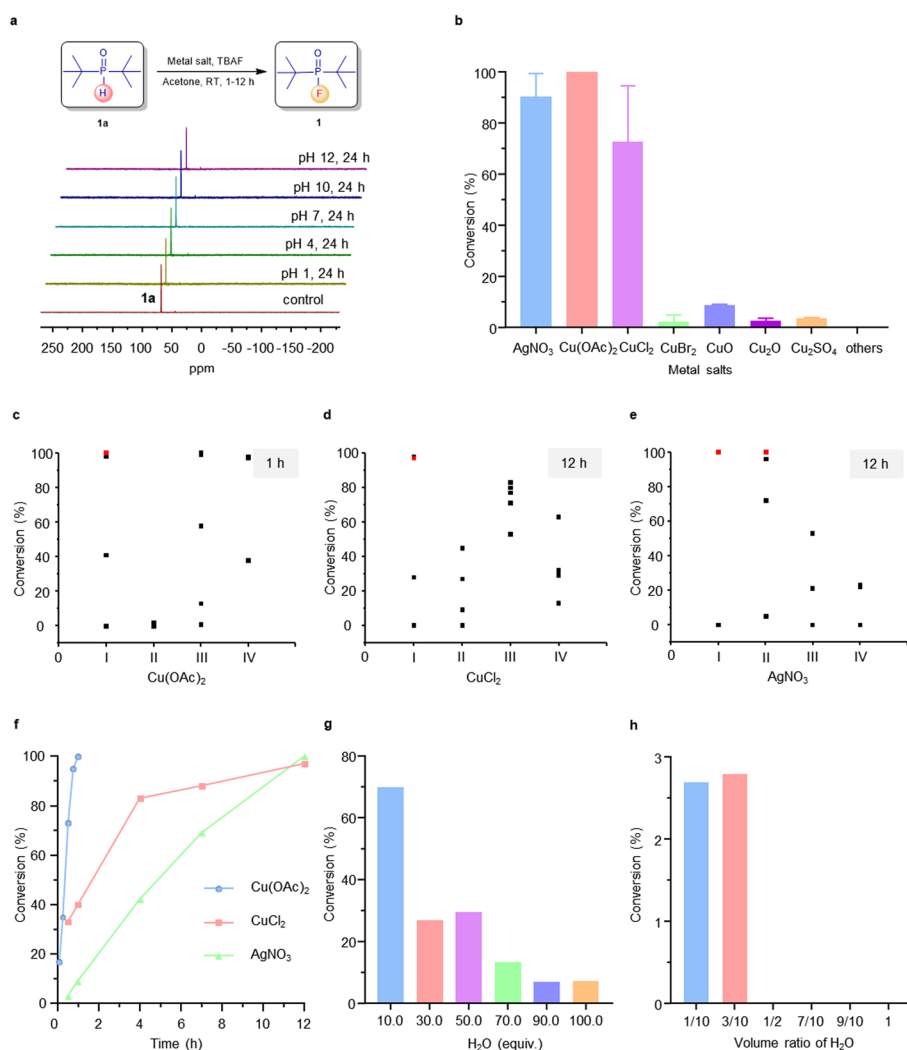 a
O
P
H
1a
Metal salt, TBAF
Acetone, RT, 1-12 h
O
P
F
1
pH 12, 24 h
pH 10, 24 h
pH 7, 24 h
pH 4, 24 h
pH 1, 24 h
1a
control
250 200 150 100 50 0 -50 -100 -150 -200
ppm
b
Conversion (%)
100
80
60
40
20
0
AgNO₃ Cu(OAc)₂ CuCl₂ CuBr₂ CuO Cu₂O Cu₂SO₄ others
Metal salts
c
Conversion (%)
100
80
60
40
20
0
1 h
0 I II III IV
Cu(OAc)₂
d
Conversion (%)
100
80
60
40
20
0
12 h
0 I II III IV
CuCl₂
e
Conversion (%)
100
80
60
40
20
0
12 h
0 I II III IV
AgNO₃
f
Conversion (%)
100
80
60
40
20
0
Cu(OAc)₂
CuCl₂
AgNO₃
0 2 4 6 8 10 12
Time (h)
g
Conversion (%)
80
60
40
20
0
10.0 30.0 50.0 70.0 90.0 100.0
H₂O (equiv.)
h
Conversion (%)
3
2
1
0
1/10 3/10 1/2 7/10 9/10 1
Volume ratio of H₂O